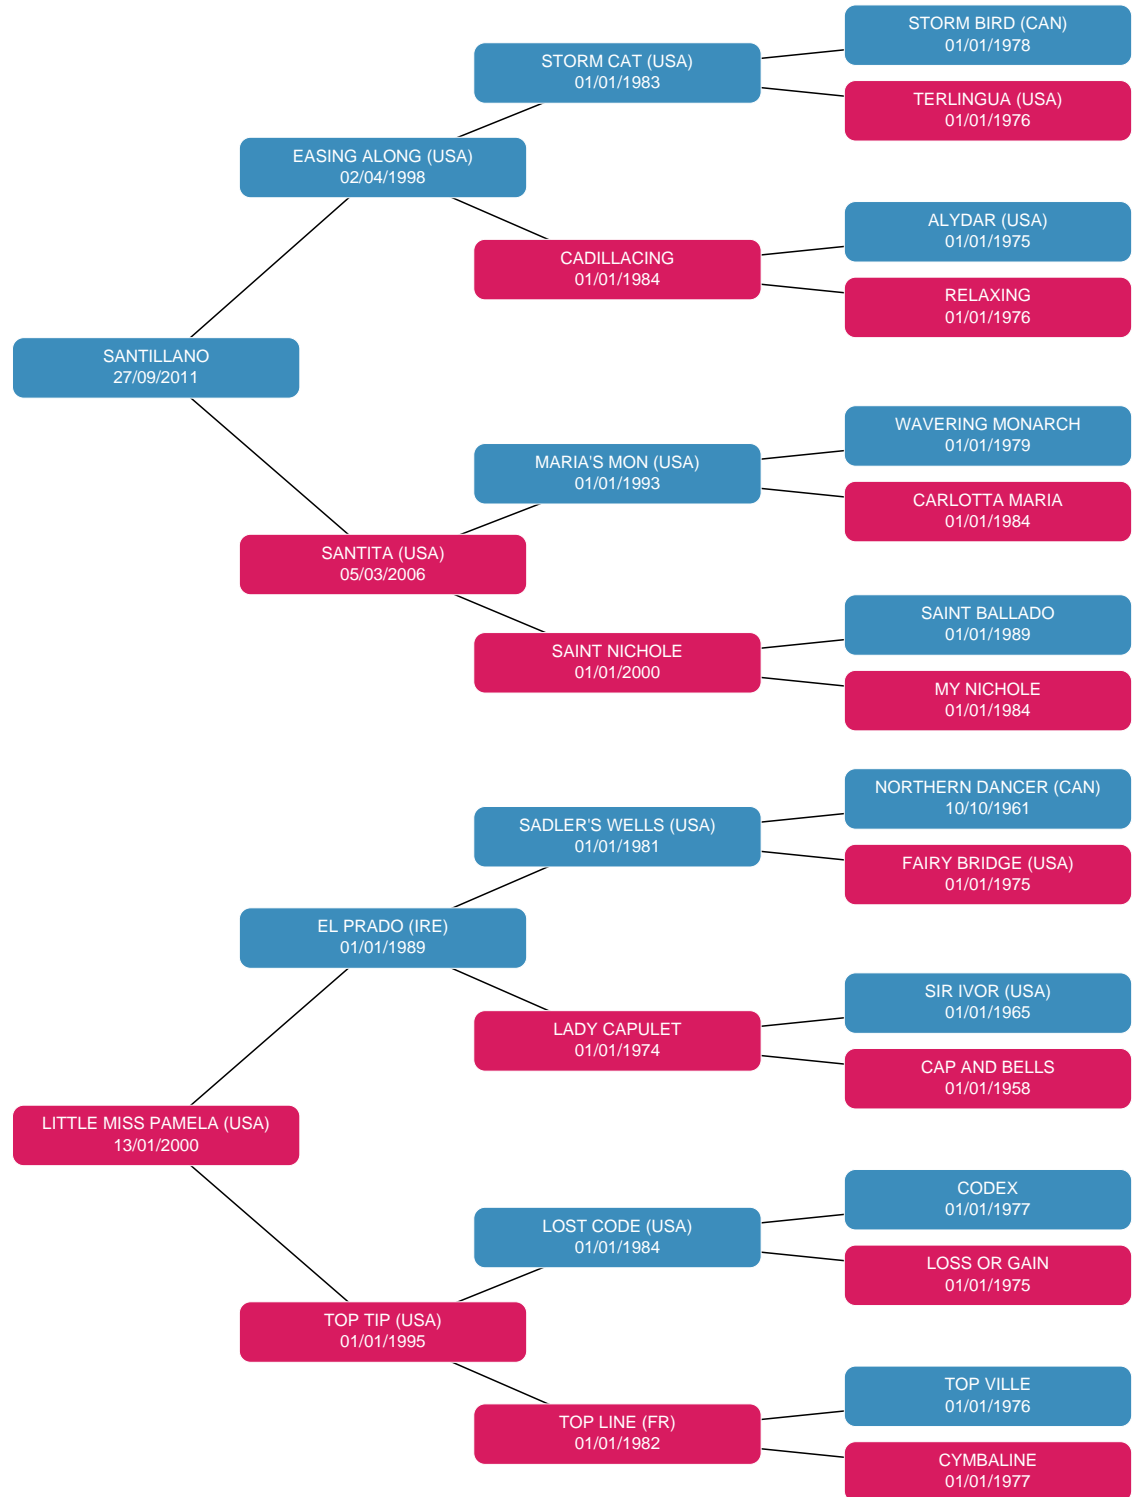 STORM BIRD (CAN)
01/01/1978
STORM CAT (USA)
01/01/1983
TERLINGUA (USA)
01/01/1976
EASING ALONG (USA)
02/04/1998
ALYDAR (USA)
01/01/1975
CADILLACING
01/01/1984
RELAXING
01/01/1976
SANTILLANO
27/09/2011
WAVERING MONARCH
01/01/1979
MARIA'S MON (USA)
01/01/1993
CARLOTTA MARIA
01/01/1984
SANTITA (USA)
05/03/2006
SAINT BALLADO
01/01/1989
SAINT NICHOLE
01/01/2000
MY NICHOLE
01/01/1984
NORTHERN DANCER (CAN)
10/10/1961
SADLER'S WELLS (USA)
01/01/1981
FAIRY BRIDGE (USA)
01/01/1975
EL PRADO (IRE)
01/01/1989
SIR IVOR (USA)
01/01/1965
LADY CAPULET
01/01/1974
CAP AND BELLS
01/01/1958
LITTLE MISS PAMELA (USA)
13/01/2000
CODEX
01/01/1977
LOST CODE (USA)
01/01/1984
LOSS OR GAIN
01/01/1975
TOP TIP (USA)
01/01/1995
TOP VILLE
01/01/1976
TOP LINE (FR)
01/01/1982
CYMBALINE
01/01/1977